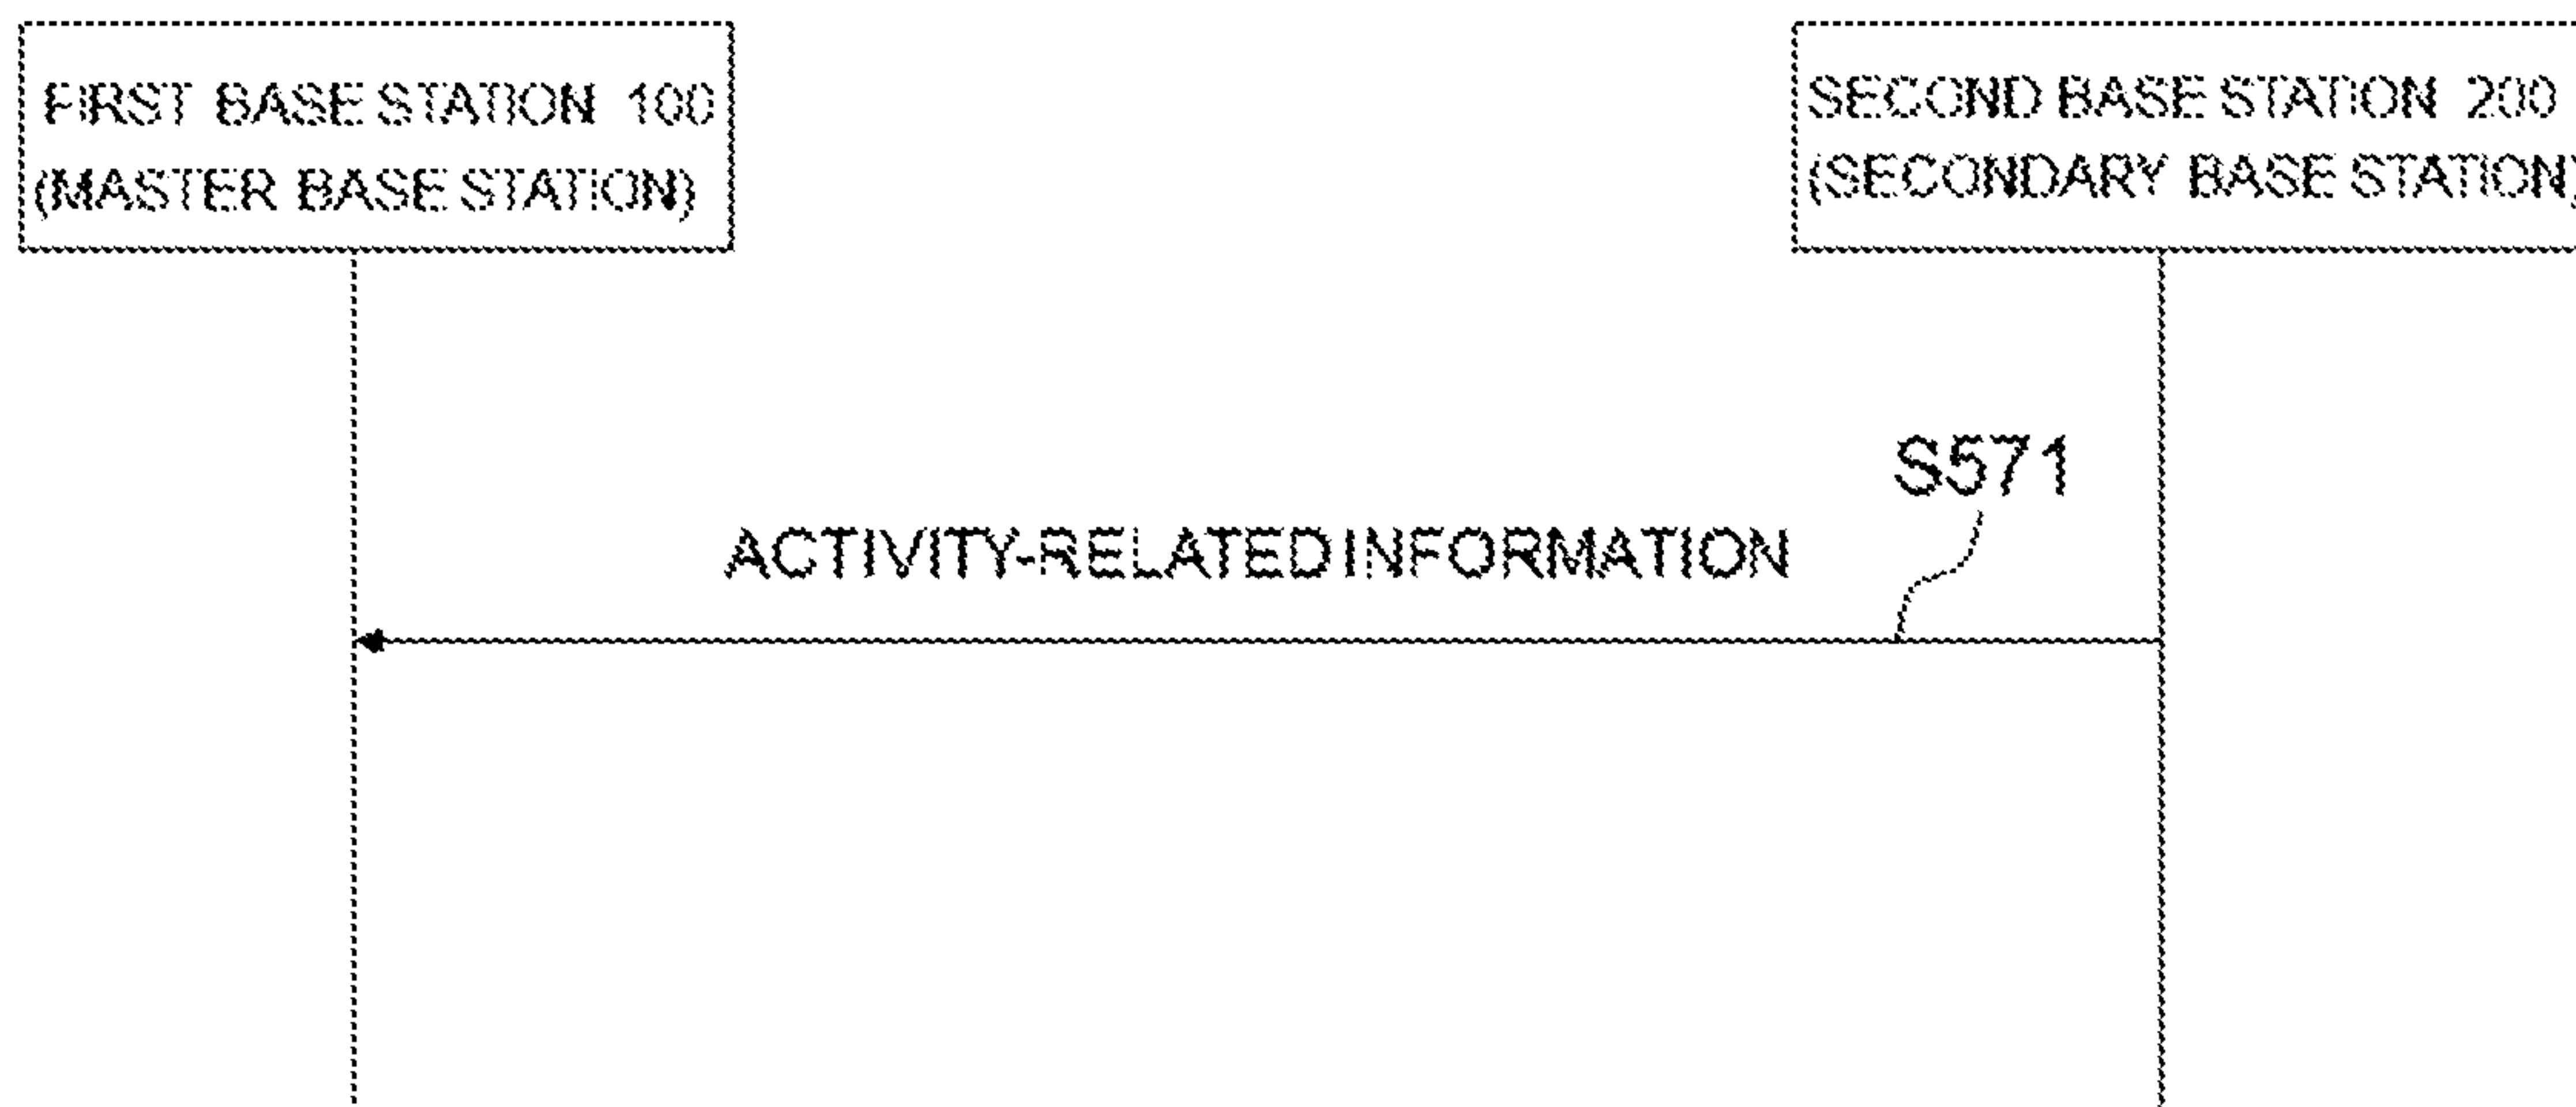 FIRST BASE STATION 100
(MASTER BASE STATION)
SECOND BASE STATION 200
(SECONDARY BASE STATION)
S571
ACTIVITY-RELATED INFORMATION